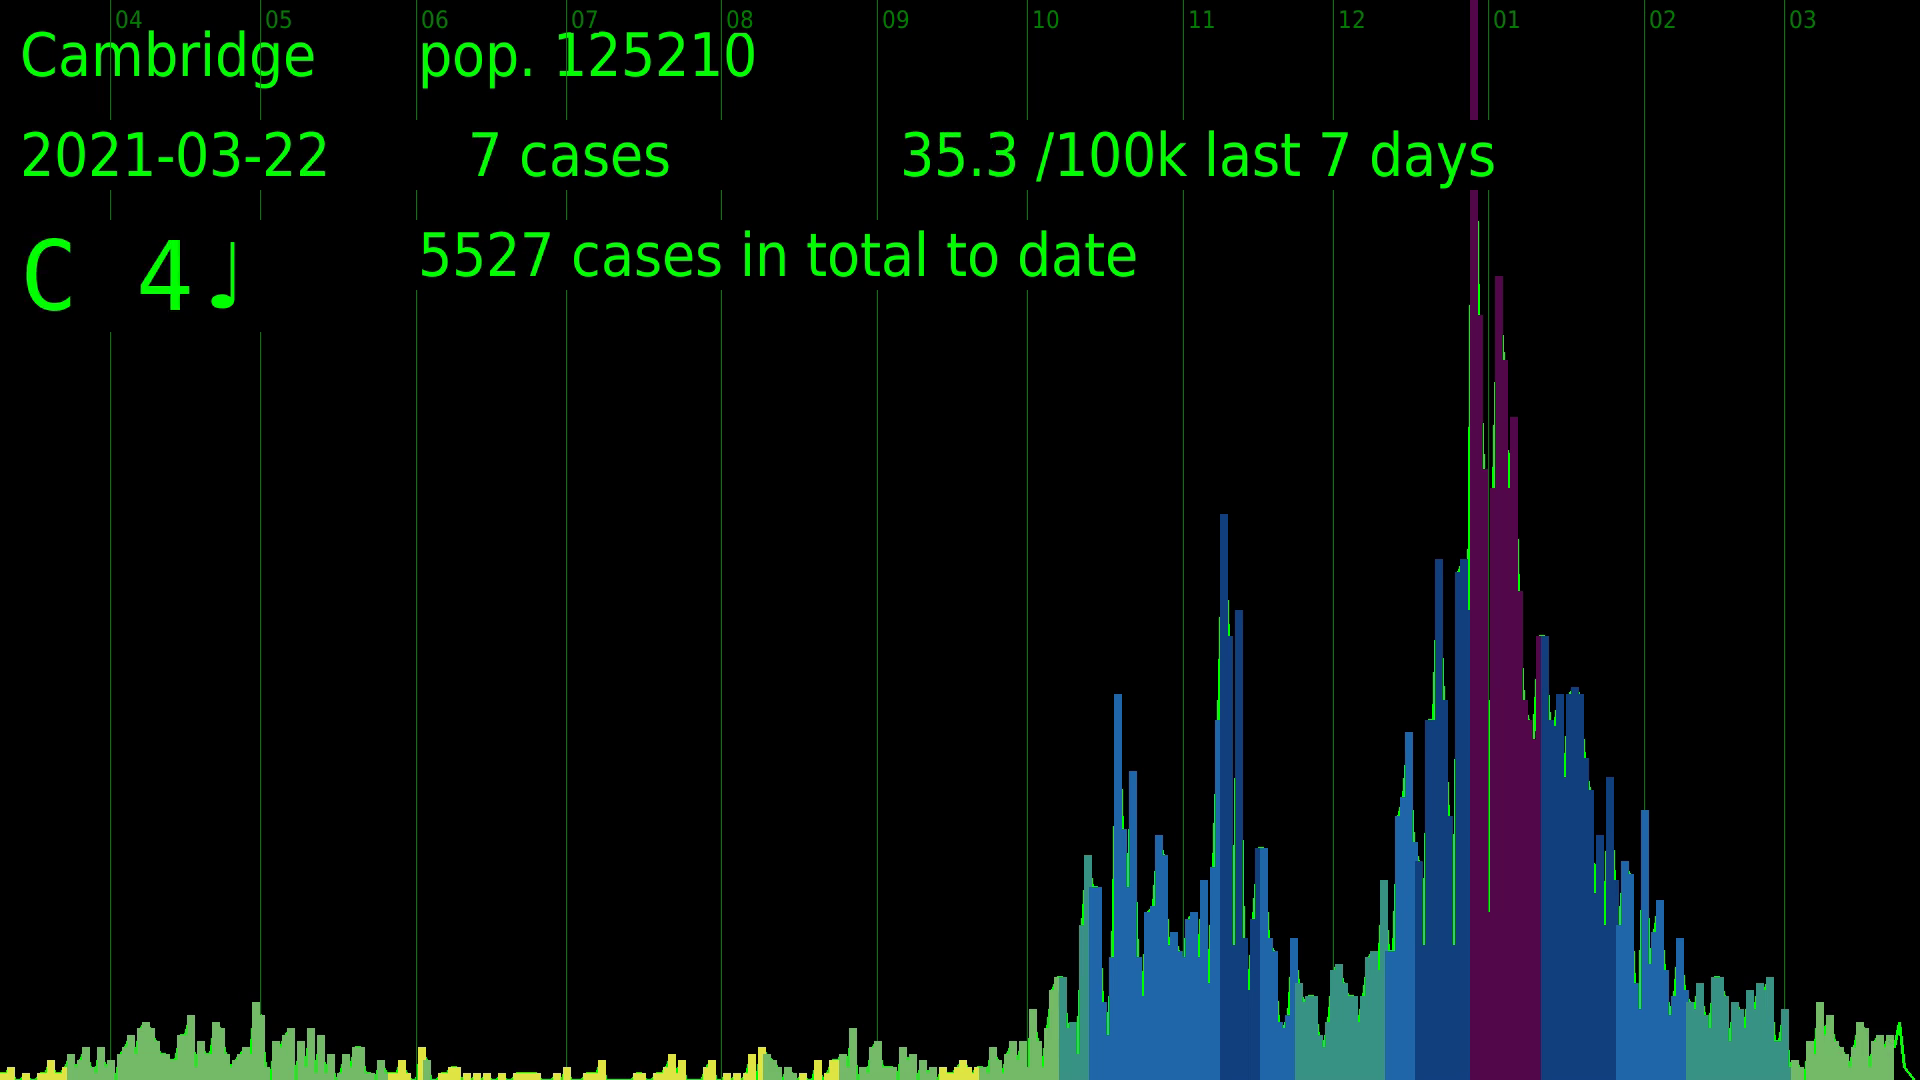 04 05 06 07 08 09 10 11 12 01 02 03
Cambridge pop. 125210
2021-03-22 7 cases 35.3 /100k last 7 days
C 4♩ 5527 cases in total to date